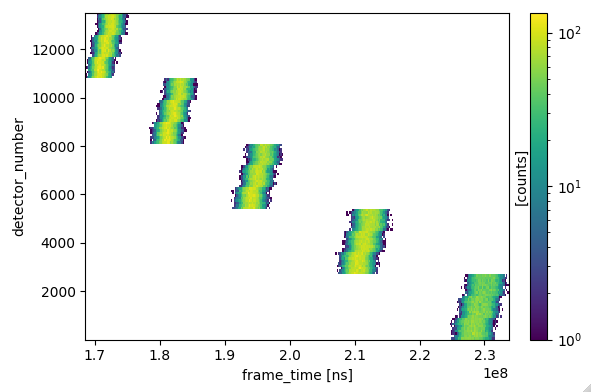 12000
10000
8000
6000
4000
2000
detector_number
1.7 1.8 1.9 2.0 2.1 2.2 2.3
1e8
frame_time [ns]
10²
10¹
10⁰
[counts]